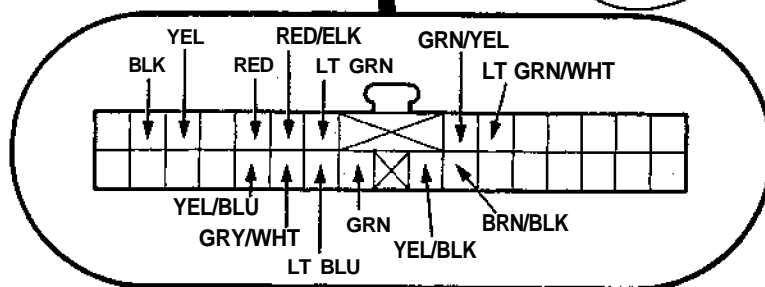 YEL RED/ELK GRN/YEL
BLK RED LT GRN LT GRN/WHT
YEL/BLU GRN BRN/BLK
GRY/WHT YEL/BLK
LT BLU